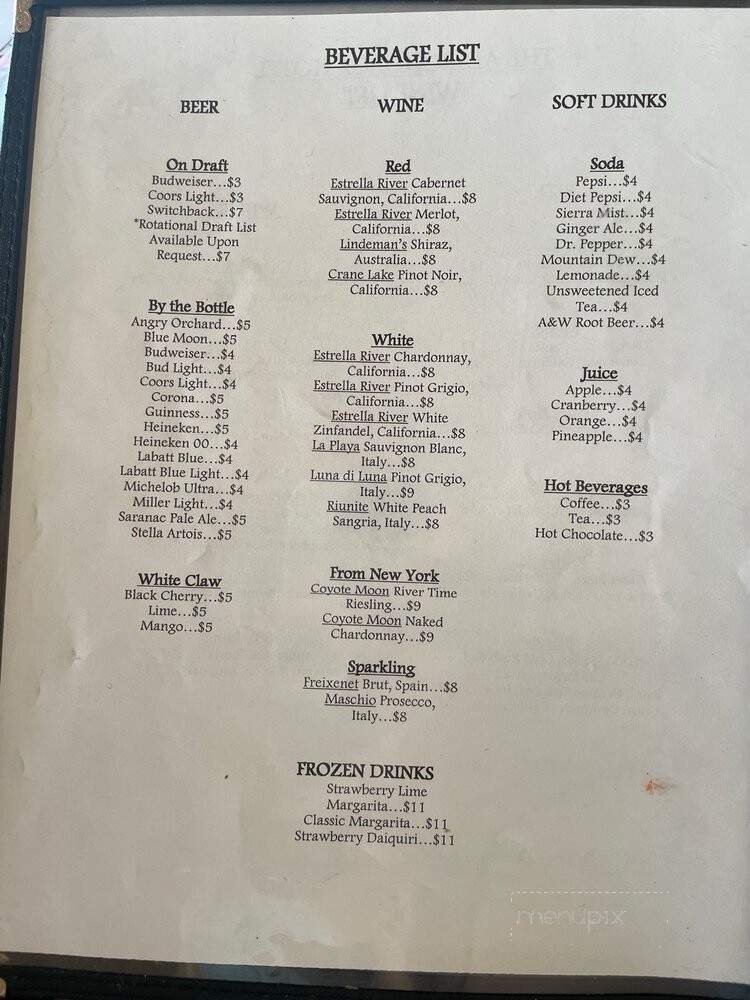 BEVERAGE LIST
BEER
On Draft
Budweiser...$3
Coors Light...$3
Switchback...$7
*Rotational Draft List
Available Upon
Request...$7
By the Bottle
Angry Orchard...$5
Blue Moon...$5
Budweiser...$4
Bud Light...$4
Coors Light...$4
Corona...$5
Guinness...$5
Heineken...$5
Heineken 00...$4
Labatt Blue...$4
Labatt Blue Light...$4
Michelob Ultra...$4
Miller Light...$4
Saranac Pale Ale...$5
Stella Artois...$5
White Claw
Black Cherry...$5
Lime...$5
Mango...$5
WINE
Red
Estrella River Cabernet
Sauvignon, California...$8
Estrella River Merlot,
California...$8
Lindeman's Shiraz,
Australia...$8
Crane Lake Pinot Noir,
California...$8
White
Estrella River Chardonnay,
California...$8
Estrella River Pinot Grigio,
California...$8
Estrella River White
Zinfandel, California...$8
La Playa Sauvignon Blanc,
Italy...$8
Luna di Luna Pinot Grigio,
Italy...$9
Riunite White Peach
Sangria, Italy...$8
From New York
Coyote Moon River Time
Riesling...$9
Coyote Moon Naked
Chardonnay...$9
Sparkling
Freixenet Brut, Spain...$8
Maschio Prosecco,
Italy...$8
FROZEN DRINKS
Strawberry Lime
Margarita...$11
Classic Margarita...$11
Strawberry Daiquiri...$11
SOFT DRINKS
Soda
Pepsi...$4
Diet Pepsi...$4
Sierra Mist...$4
Ginger Ale...$4
Dr. Pepper...$4
Mountain Dew...$4
Lemonade...$4
Unsweetened Iced
Tea...$4
A&W Root Beer...$4
Juice
Apple...$4
Cranberry...$4
Orange...$4
Pineapple...$4
Hot Beverages
Coffee...$3
Tea...$3
Hot Chocolate...$3
menupix